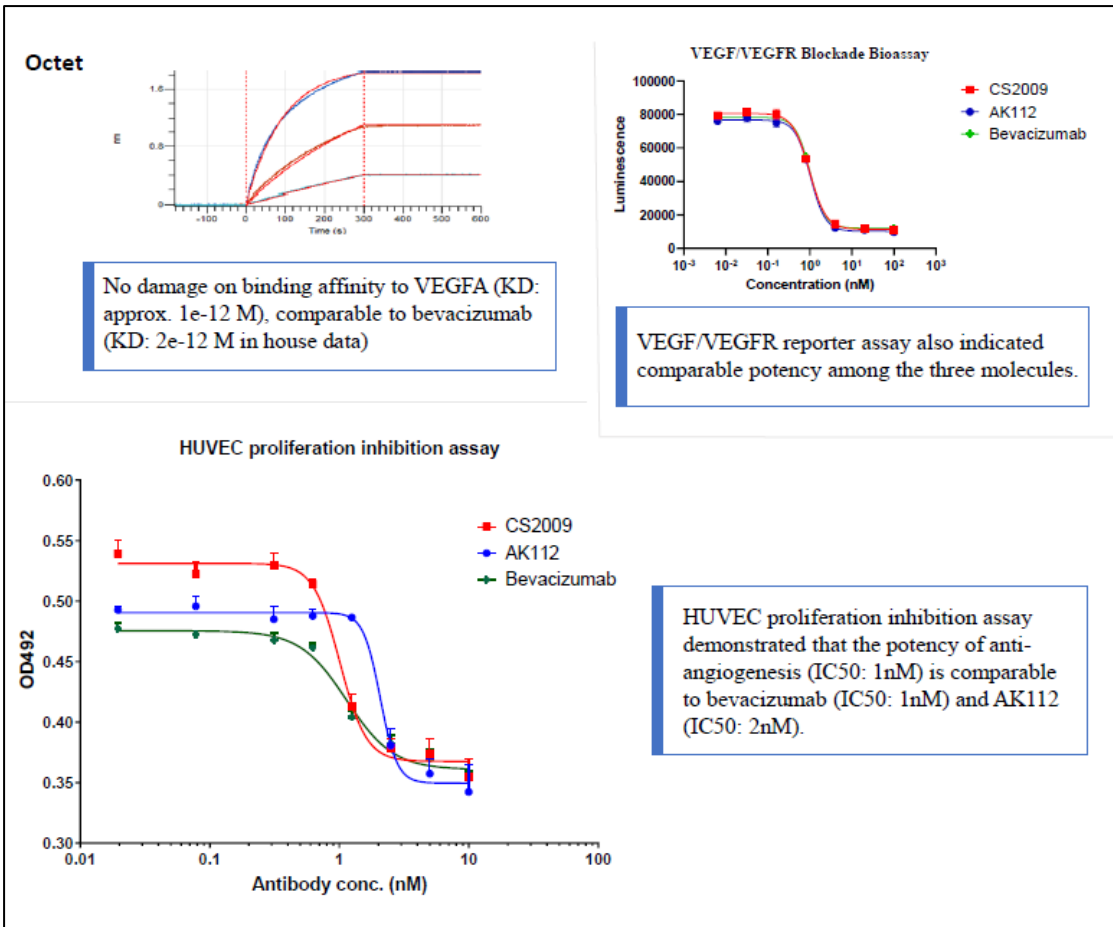 Octet
1.6
0.8
0
E
-100
0
100
200
300
400
500
600
Time (s)
No damage on binding affinity to VEGFA (KD:
approx. 1e-12 M), comparable to bevacizumab
(KD: 2e-12 M in house data)
VEGF/VEGFR Blockade Bioassay
100000
80000
60000
40000
20000
0
Luminescence
10⁻³
10⁻²
10⁻¹
10⁰
10¹
10²
10³
Concentration (nM)
CS2009
AK112
Bevacizumab
VEGF/VEGFR reporter assay also indicated
comparable potency among the three molecules.
HUVEC proliferation inhibition assay
0.60
0.55
0.50
0.45
0.40
0.35
0.30
OD492
0.01
0.1
1
10
100
Antibody conc. (nM)
CS2009
AK112
Bevacizumab
HUVEC proliferation inhibition assay
demonstrated that the potency of anti-
angiogenesis (IC50: 1nM) is comparable
to bevacizumab (IC50: 1nM) and AK112
(IC50: 2nM).